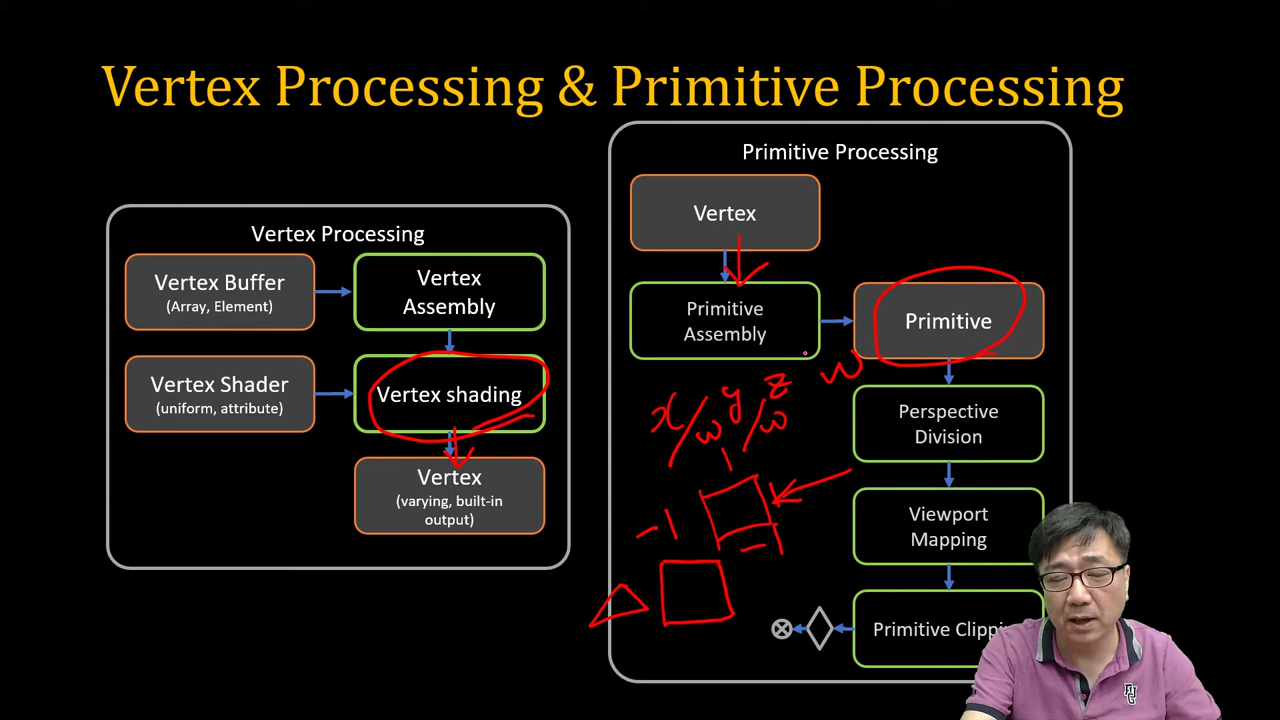 Vertex Processing & Primitive Processing
Vertex Processing
Vertex Buffer
(Array, Element)
Vertex
Assembly
Vertex Shader
(uniform, attribute)
Vertex shading
Vertex
(varying, built-in
output)
Primitive Processing
Vertex
Primitive
Assembly
Primitive
x/w y/w z w
1
-1
-1
Perspective
Division
Viewport
Mapping
Primitive